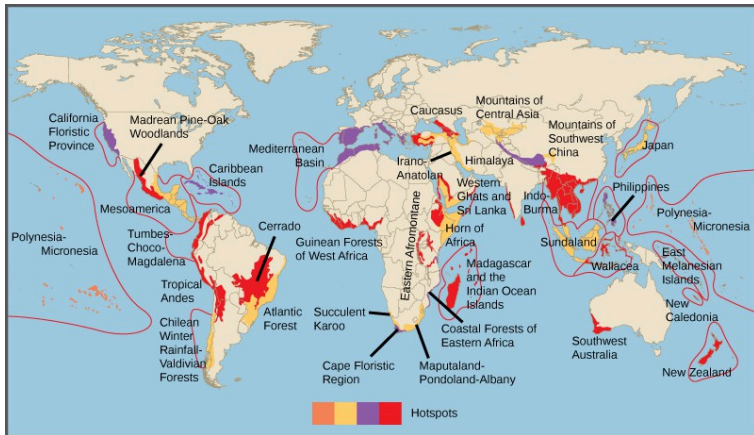 California
Floristic
Province
Madrean Pine-Oak
Woodlands
Caribbean
Islands
Mesoamerica
Polynesia-
Micronesia
Tumbes-
Choco-
Magdalena
Tropical
Andes
Chilean
Winter
Rainfall-
Valdivian
Forests
Cerrado
Atlantic
Forest
Mediterranean
Basin
Caucasus
Irano-
Anatolian
Mountains of
Central Asia
Mountains of
Southwest
China
Himalaya
Japan
Western
Ghats and
Sri Lanka
Indo-
Burma
Philippines
Polynesia-
Micronesia
Guinean Forests
of West Africa
Eastern Afromontane
Horn of
Africa
Sundaland
Wallacea
East
Melanesian
Islands
Madagascar
and the
Indian Ocean
Islands
New
Caledonia
Succulent
Karoo
Coastal Forests of
Eastern Africa
Cape Floristic
Region
Maputaland-
Pondoland-Albany
Southwest
Australia
New Zealand
Hotspots